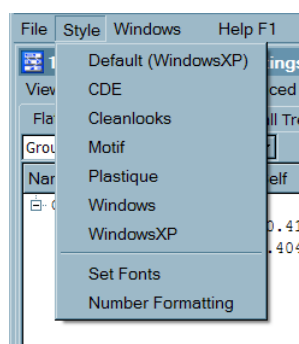 File Style Windows Help F1
Default (WindowsXP)
CDE
Cleanlooks
Motif
Plastique
Windows
WindowsXP
Set Fonts
Number Formatting